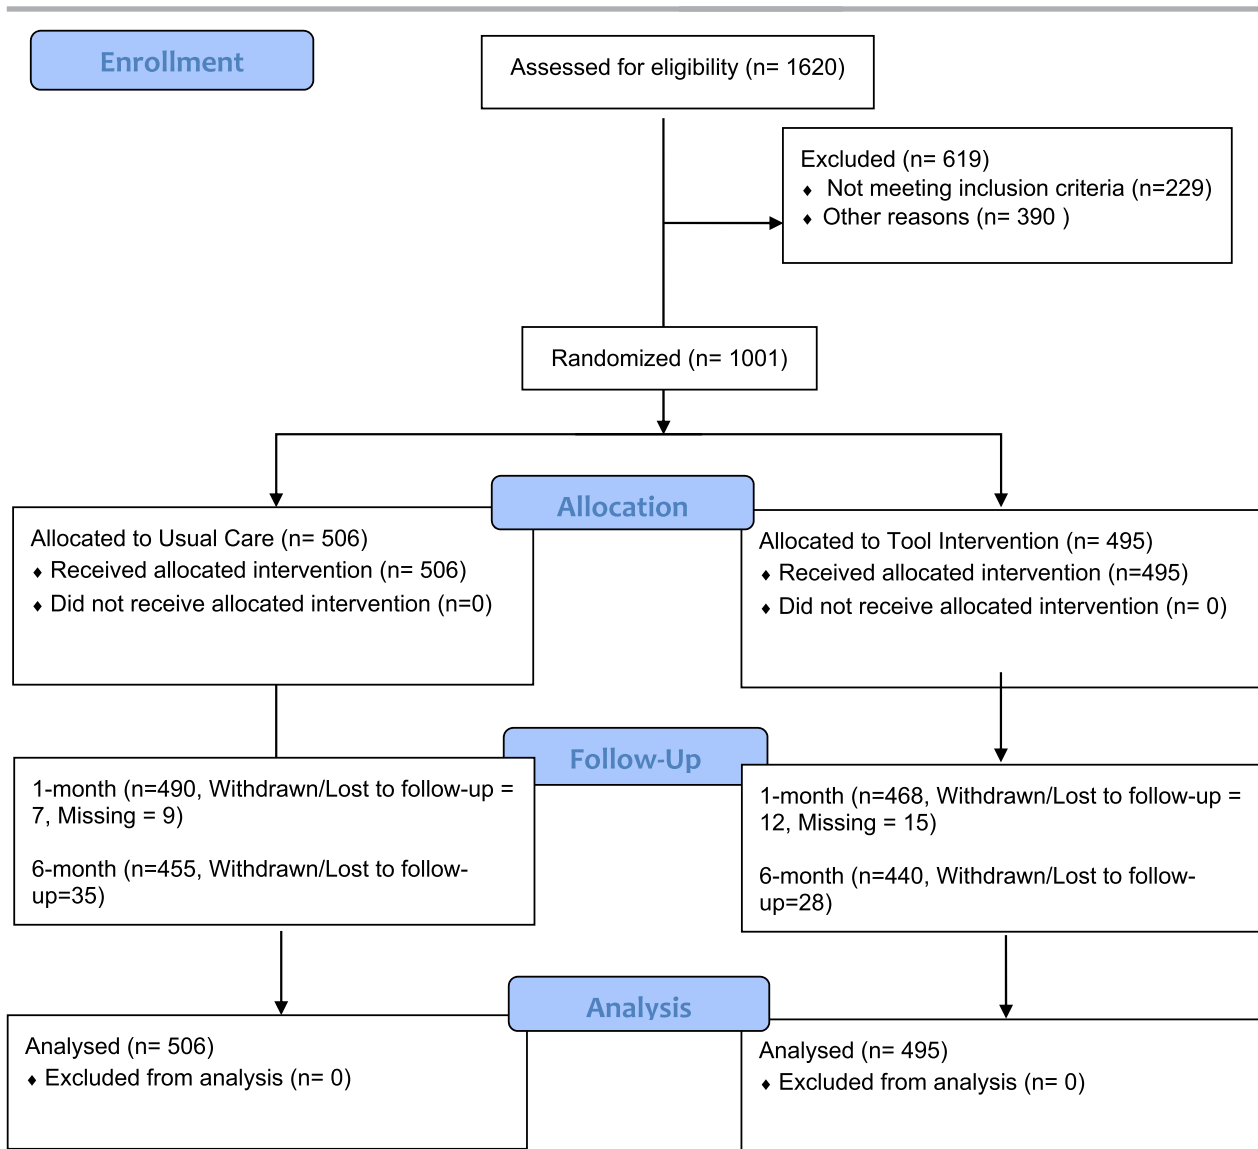 Enrollment
Assessed for eligibility (n= 1620)
Excluded (n= 619)
♦ Not meeting inclusion criteria (n=229)
♦ Other reasons (n= 390 )
Randomized (n= 1001)
Allocation
Allocated to Usual Care (n= 506)
♦ Received allocated intervention (n= 506)
♦ Did not receive allocated intervention (n=0)
Allocated to Tool Intervention (n= 495)
♦ Received allocated intervention (n=495)
♦ Did not receive allocated intervention (n= 0)
Follow-Up
1-month (n=490, Withdrawn/Lost to follow-up =
7, Missing = 9)
6-month (n=455, Withdrawn/Lost to follow-
up=35)
1-month (n=468, Withdrawn/Lost to follow-up =
12, Missing = 15)
6-month (n=440, Withdrawn/Lost to follow-
up=28)
Analysis
Analysed (n= 506)
♦ Excluded from analysis (n= 0)
Analysed (n= 495)
♦ Excluded from analysis (n= 0)